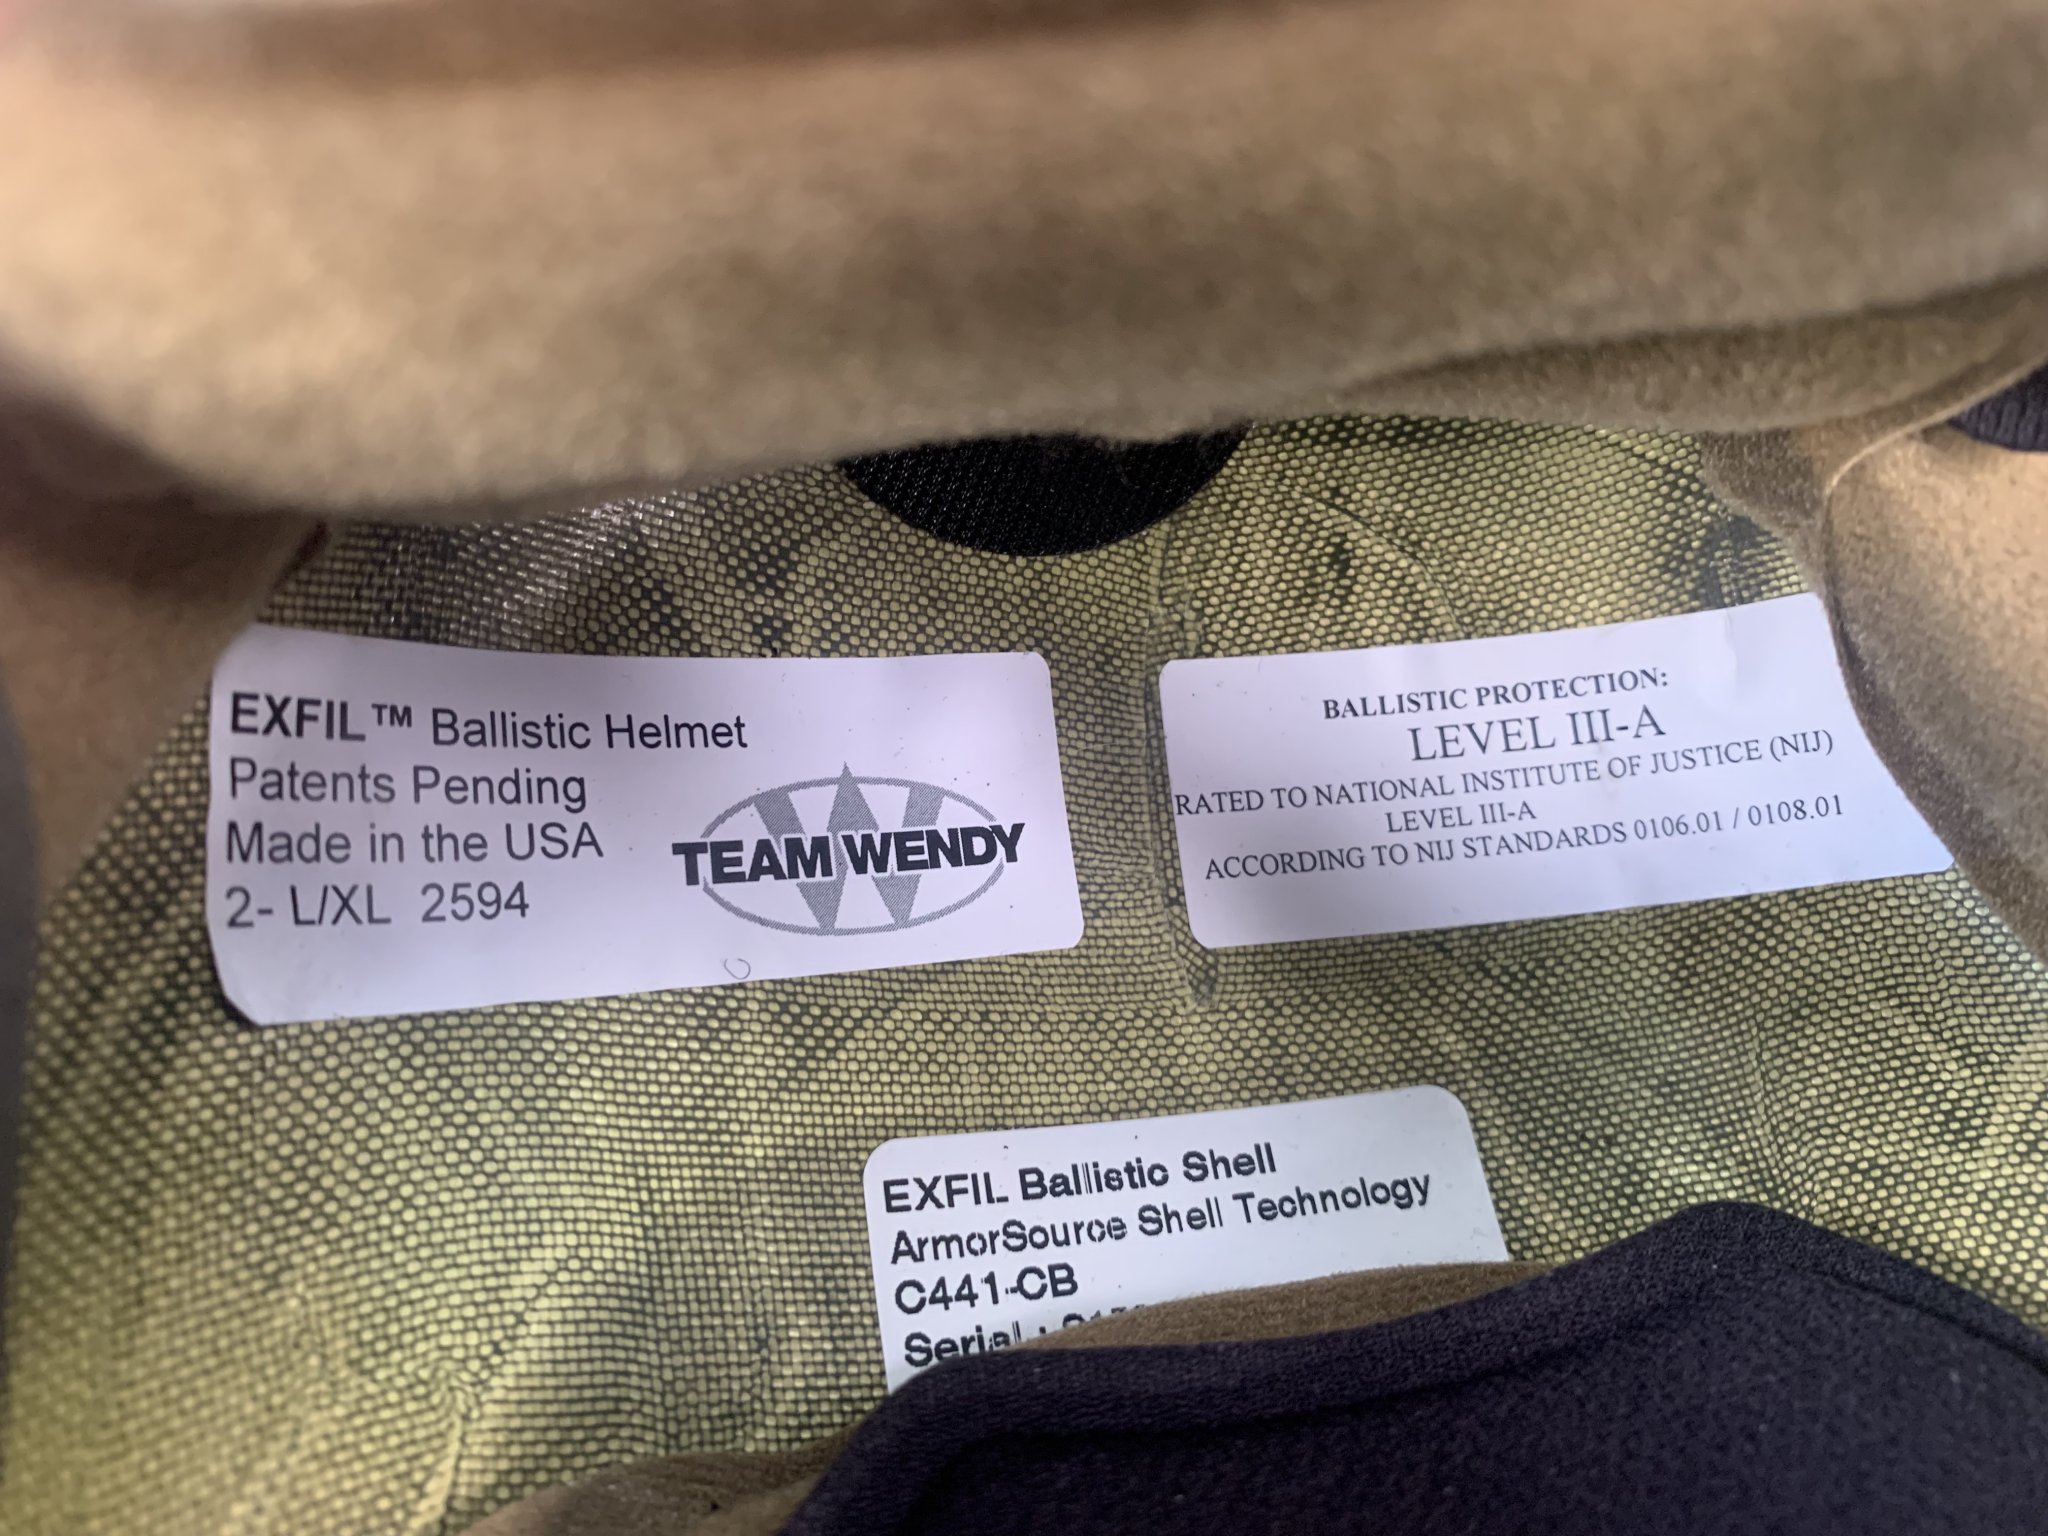 EXFIL™ Ballistic Helmet
Patents Pending
Made in the USA
2- L/XL 2594
TEAM WENDY
BALLISTIC PROTECTION:
LEVEL III-A
RATED TO NATIONAL INSTITUTE OF JUSTICE (NIJ)
LEVEL III-A
ACCORDING TO NIJ STANDARDS 0106.01 / 0108.01
EXFIL Ballistic Shell
ArmorSource Shell Technology
C441-CB
Serial :